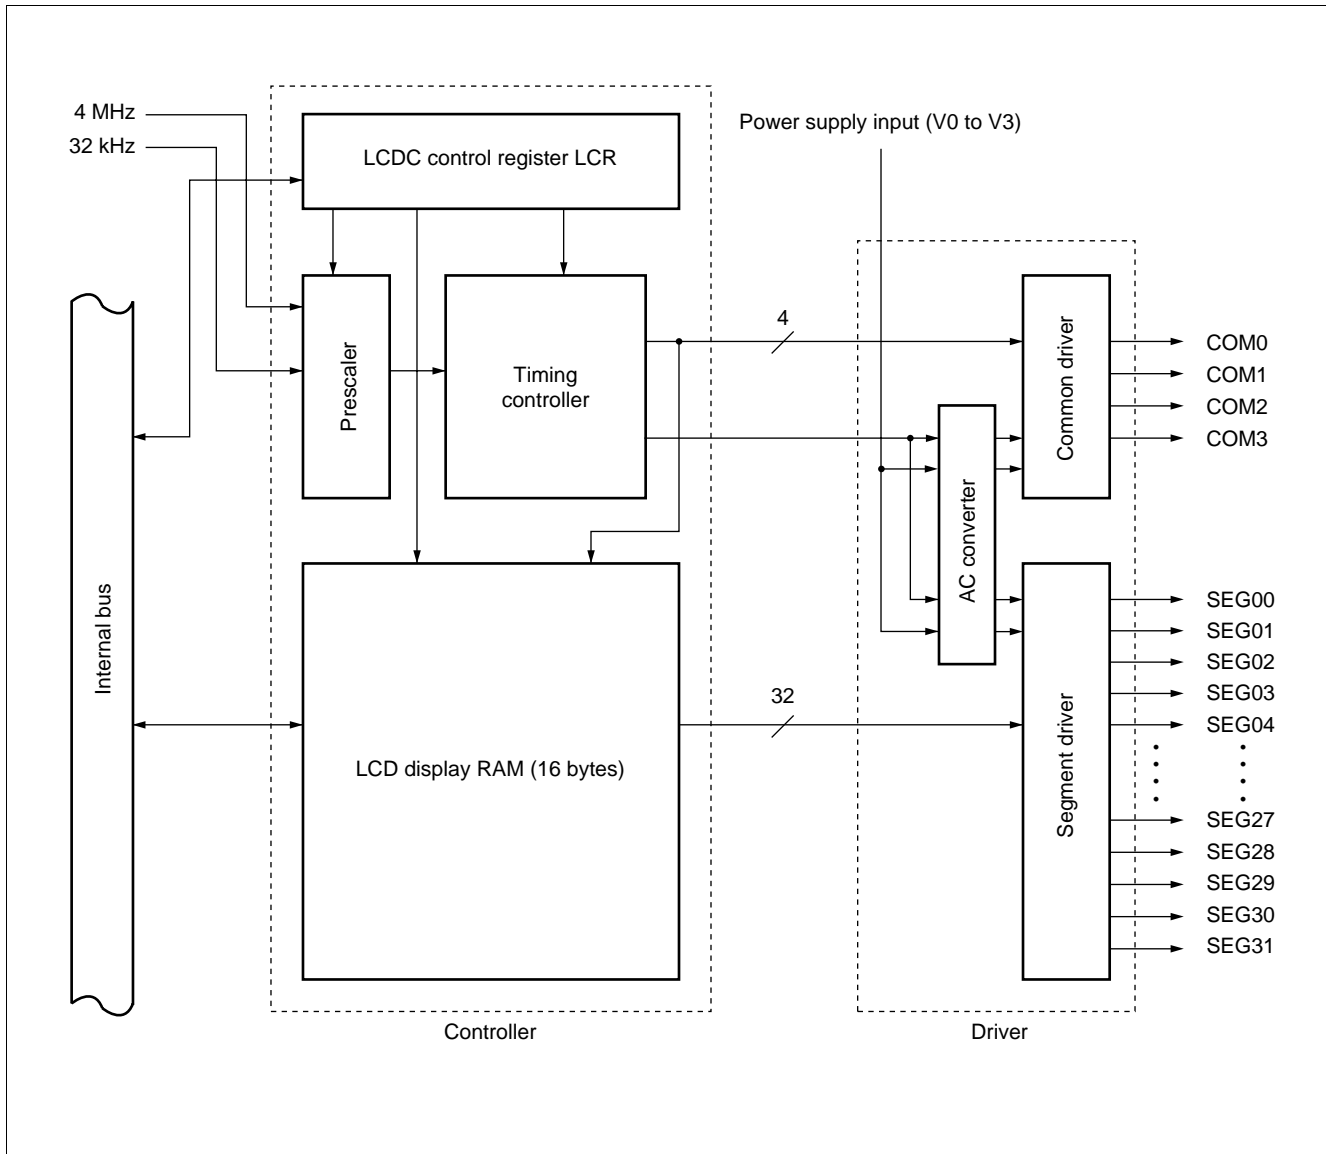 4 MHz
32 kHz
LCDC control register LCR
Power supply input (V0 to V3)
Prescaler
Timing
controller
4
Common driver
COM0
COM1
COM2
COM3
AC converter
Internal bus
LCD display RAM (16 bytes)
32
Segment driver
SEG00
SEG01
SEG02
SEG03
SEG04
SEG27
SEG28
SEG29
SEG30
SEG31
Controller
Driver